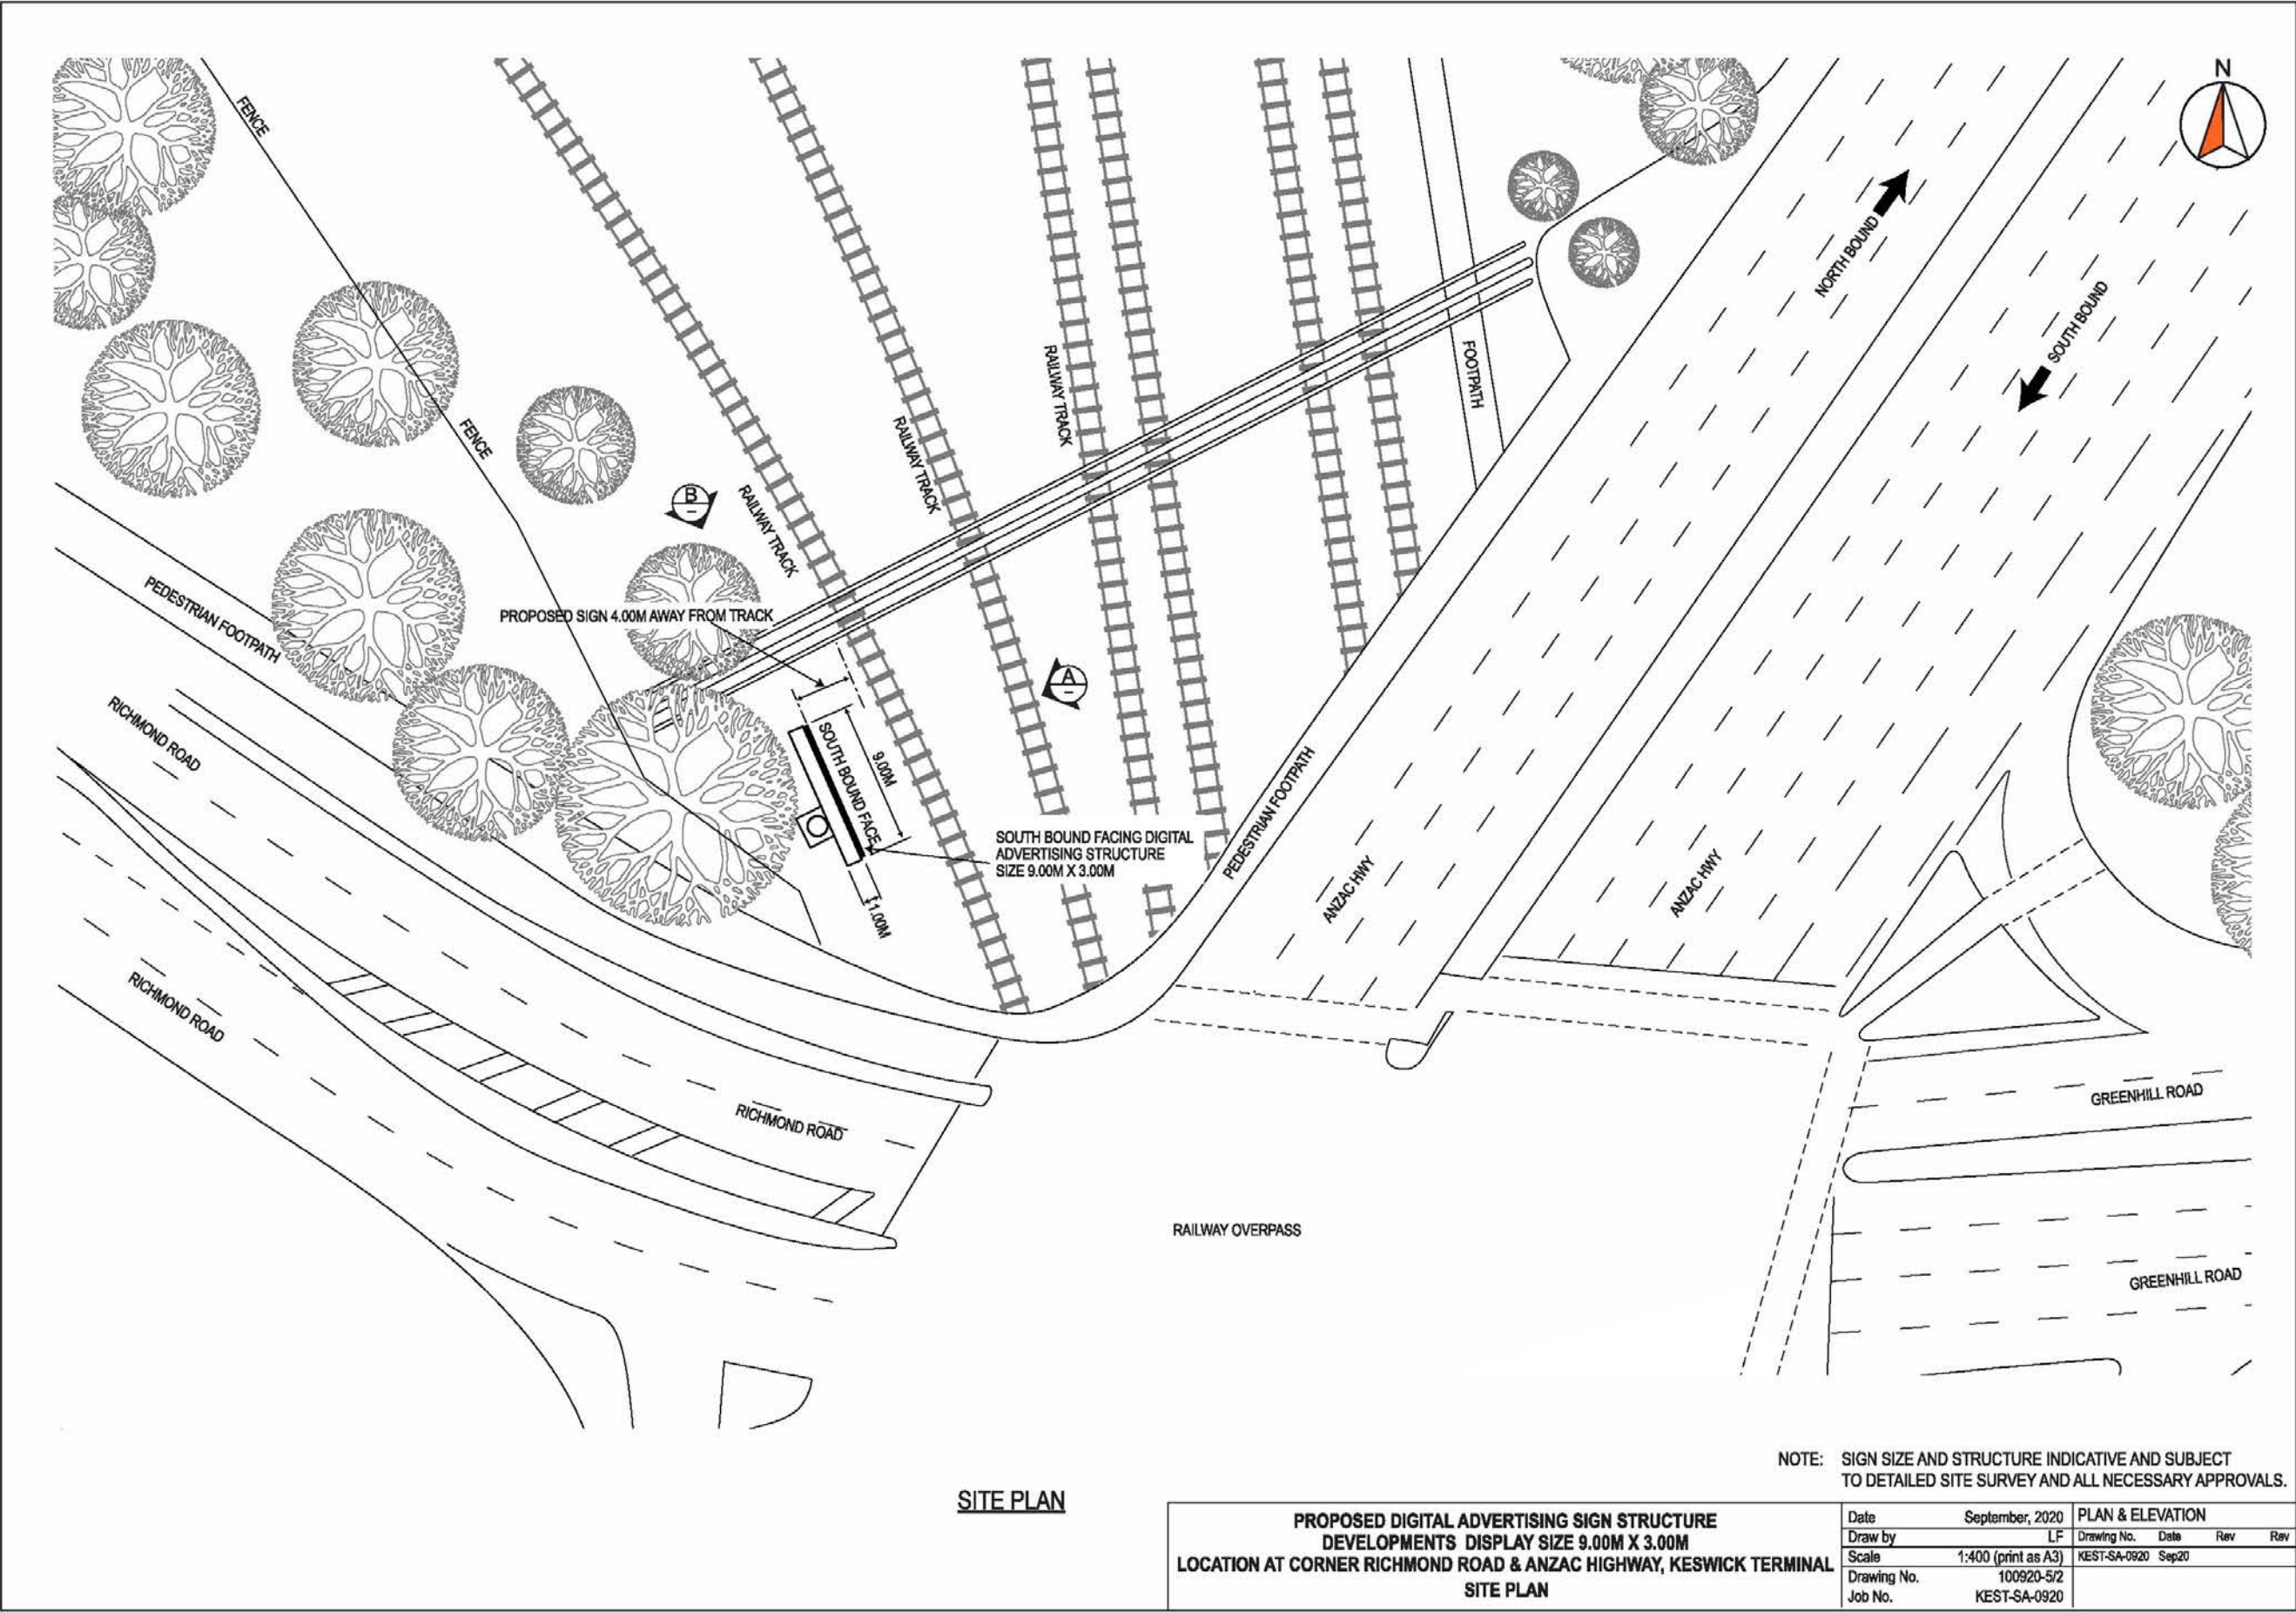 N
FENCE
NORTH BOUND
SOUTH BOUND
FENCE
RAILWAY TRACK
FOOTPATH
RAILWAY TRACK
B
–
RAILWAY TRACK
PEDESTRIAN FOOTPATH
PROPOSED SIGN 4.00M AWAY FROM TRACK
A
–
RICHMOND ROAD
SOUTH BOUND FACE
9.00M
SOUTH BOUND FACING DIGITAL
ADVERTISING STRUCTURE
SIZE 9.00M X 3.00M
1.00M
PEDESTRIAN FOOTPATH
ANZAC HWY
ANZAC HWY
RICHMOND ROAD
RICHMOND ROAD
GREENHILL ROAD
RAILWAY OVERPASS
GREENHILL ROAD
NOTE: SIGN SIZE AND STRUCTURE INDICATIVE AND SUBJECT
TO DETAILED SITE SURVEY AND ALL NECESSARY APPROVALS.
SITE PLAN
PROPOSED DIGITAL ADVERTISING SIGN STRUCTURE
DEVELOPMENTS DISPLAY SIZE 9.00M X 3.00M
LOCATION AT CORNER RICHMOND ROAD & ANZAC HIGHWAY, KESWICK TERMINAL
SITE PLAN
Date September, 2020
Draw by LF
Scale 1:400 (print as A3)
Drawing No. 100920-5/2
Job No. KEST-SA-0920
PLAN & ELEVATION
Drawing No. Date Rev Rev
KEST-SA-0920 Sep20